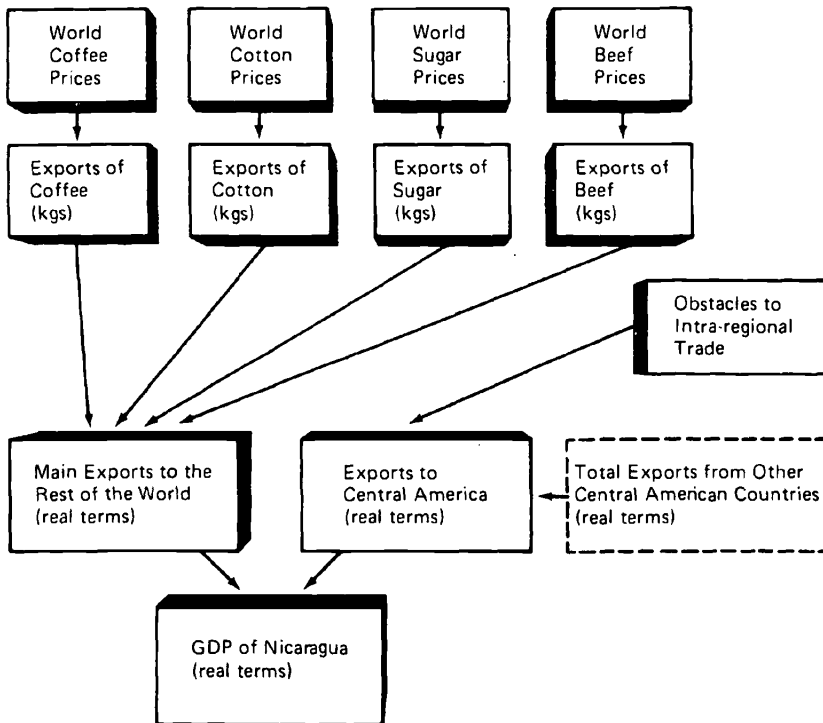 World
Coffee
Prices
World
Cotton
Prices
World
Sugar
Prices
World
Beef
Prices
Exports of
Coffee
(kgs)
Exports of
Cotton
(kgs)
Exports of
Sugar
(kgs)
Exports of
Beef
(kgs)
Obstacles to
Intra-regional
Trade
Main Exports to the
Rest of the World
(real terms)
Exports to
Central America
(real terms)
Total Exports from Other
Central American Countries
(real terms)
GDP of Nicaragua
(real terms)